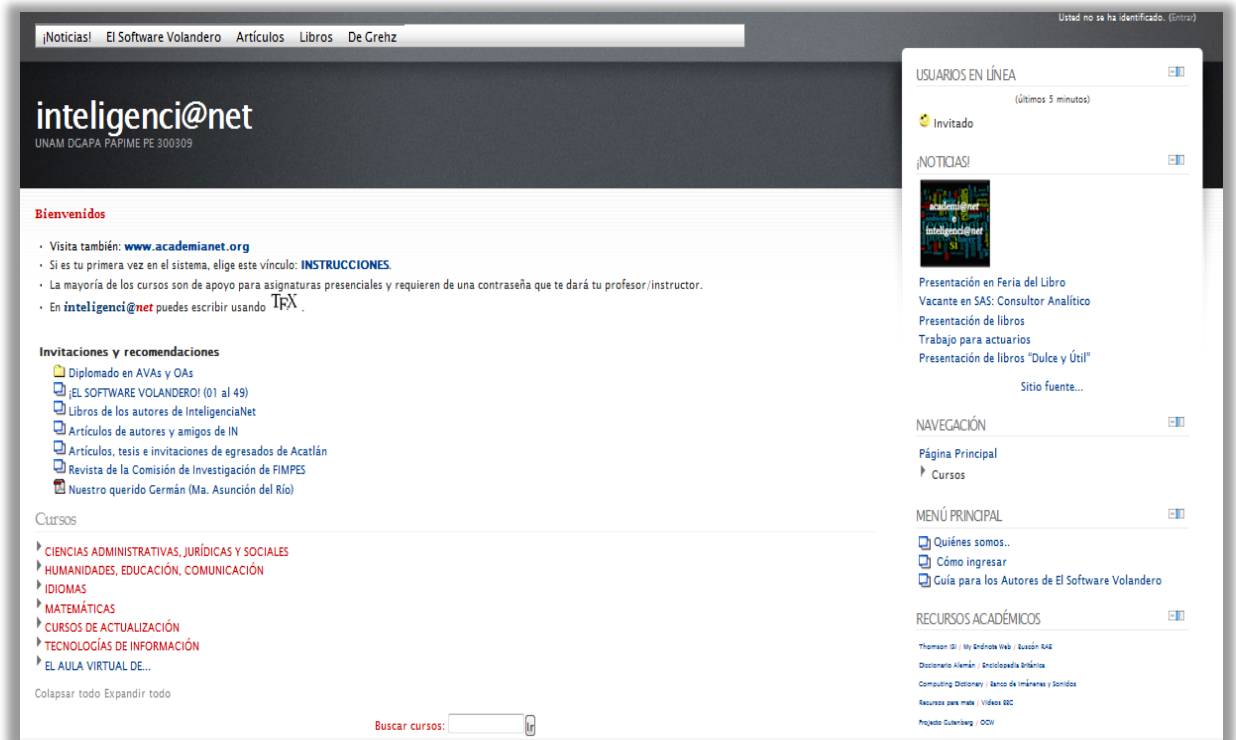 Usted no se ha identificado. (Entrar)
¡Noticias! El Software Volandero Artículos Libros De Grehz
inteligenci@net
UNAM DGAPA PAPIME PE 300309
Bienvenidos
· Visita también: www.academianet.org
· Si es tu primera vez en el sistema, elige este vínculo: INSTRUCCIONES.
· La mayoría de los cursos son de apoyo para asignaturas presenciales y requieren de una contraseña que te dará tu profesor/instructor.
· En inteligenci@net puedes escribir usando TEX .
Invitaciones y recomendaciones
Diplomado en AVAs y OAs
¡EL SOFTWARE VOLANDERO! (01 al 49)
Libros de los autores de InteligenciaNet
Artículos de autores y amigos de IN
Artículos, tesis e invitaciones de egresados de Acatlán
Revista de la Comisión de Investigación de FIMPES
Nuestro querido Germán (Ma. Asunción del Río)
Cursos
CIENCIAS ADMINISTRATIVAS, JURÍDICAS Y SOCIALES
HUMANIDADES, EDUCACIÓN, COMUNICACIÓN
IDIOMAS
MATEMÁTICAS
CURSOS DE ACTUALIZACIÓN
TECNOLOGÍAS DE INFORMACIÓN
EL AULA VIRTUAL DE...
Colapsar todo Expandir todo
Buscar cursos: Ir
USUARIOS EN LÍNEA
(últimos 5 minutos)
Invitado
¡NOTICIAS!
academi@net
e
inteligenci@net
Presentación en Feria del Libro
Vacante en SAS: Consultor Analítico
Presentación de libros
Trabajo para actuarios
Presentación de libros "Dulce y Útil"
Sitio fuente...
NAVEGACIÓN
Página Principal
Cursos
MENÚ PRINCIPAL
Quiénes somos..
Cómo ingresar
Guía para los Autores de El Software Volandero
RECURSOS ACADÉMICOS
Thomson ISI / My Endnote Web / Buscón RAE
Diccionario Alemán / Enciclopedia Británica
Computing Dictionary / Banco de Imánenes y Sonidos
Recursos para mate / Videos BBC
Projecto Gutenberg / OCW